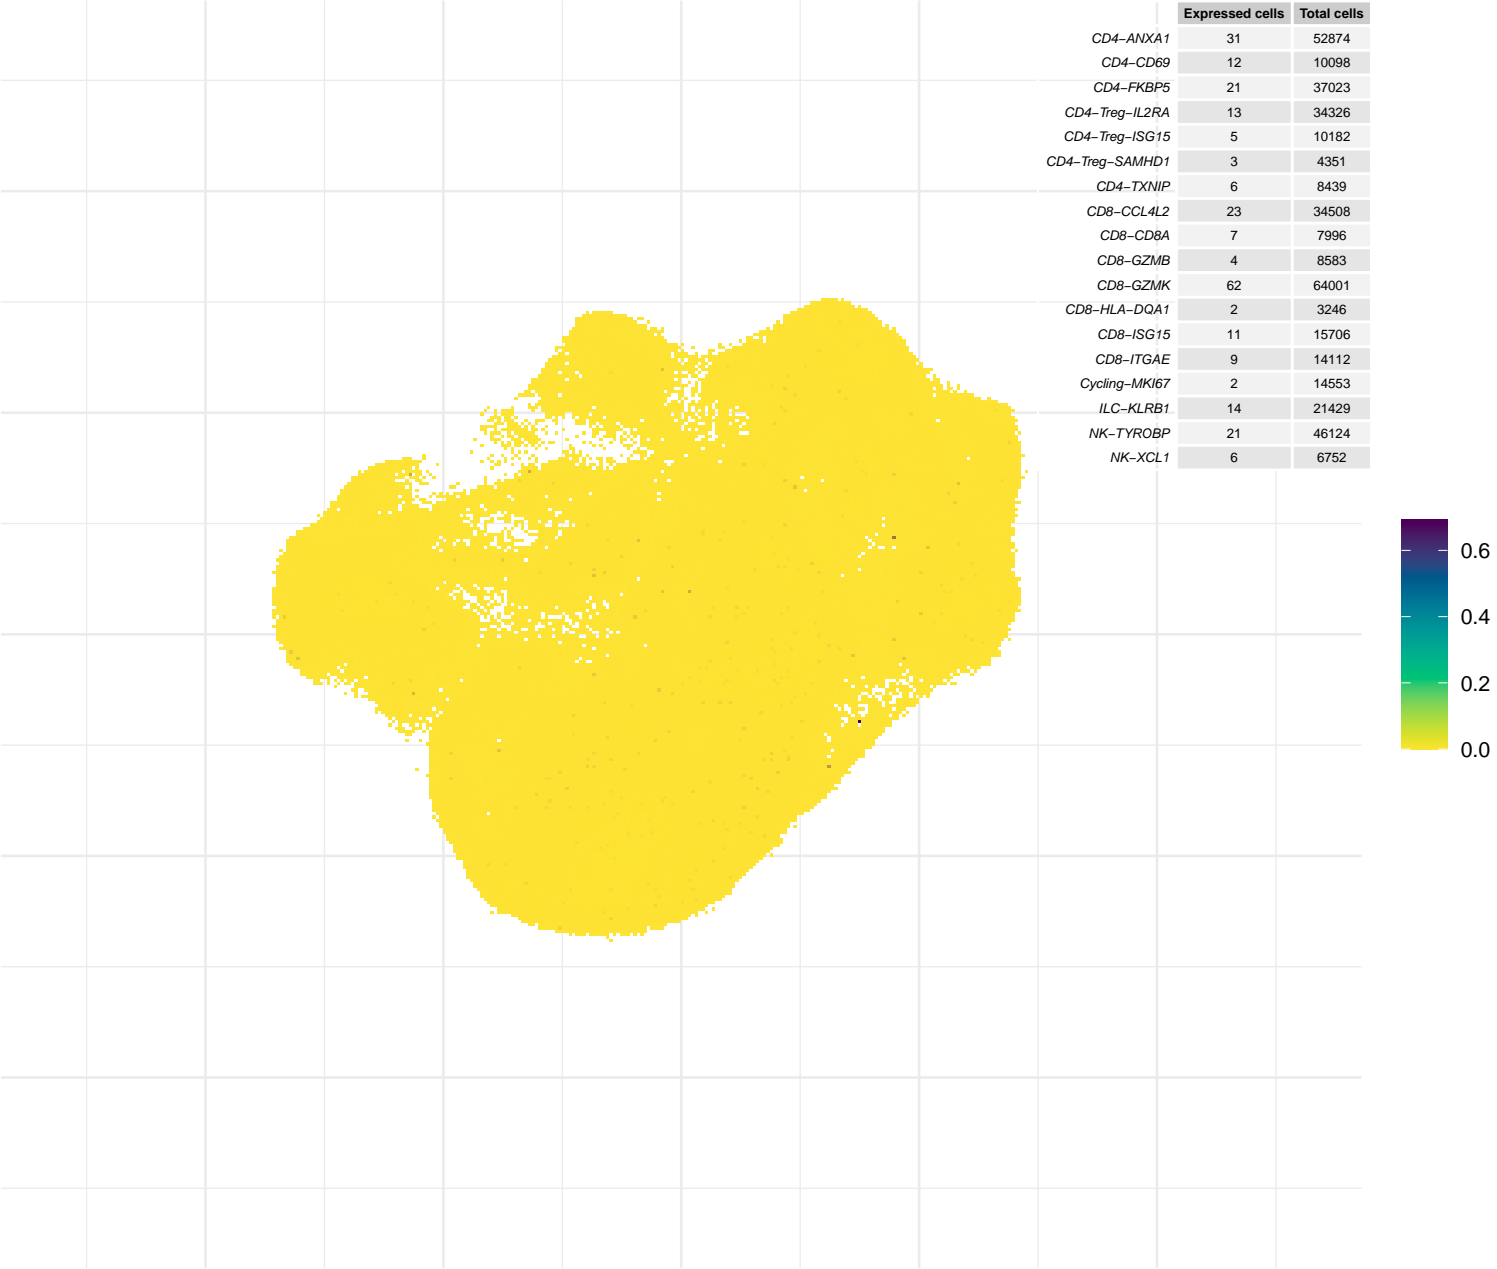 Expressed cells Total cells
CD4−ANXA1 31 52874
CD4−CD69 12 10098
CD4−FKBP5 21 37023
CD4−Treg−IL2RA 13 34326
CD4−Treg−ISG15 5 10182
CD4−Treg−SAMHD1 3 4351
CD4−TXNIP 6 8439
CD8−CCL4L2 23 34508
CD8−CD8A 7 7996
CD8−GZMB 4 8583
CD8−GZMK 62 64001
CD8−HLA−DQA1 2 3246
CD8−ISG15 11 15706
CD8−ITGAE 9 14112
Cycling−MKI67 2 14553
ILC−KLRB1 14 21429
NK−TYROBP 21 46124
NK−XCL1 6 6752
0.6
0.4
0.2
0.0